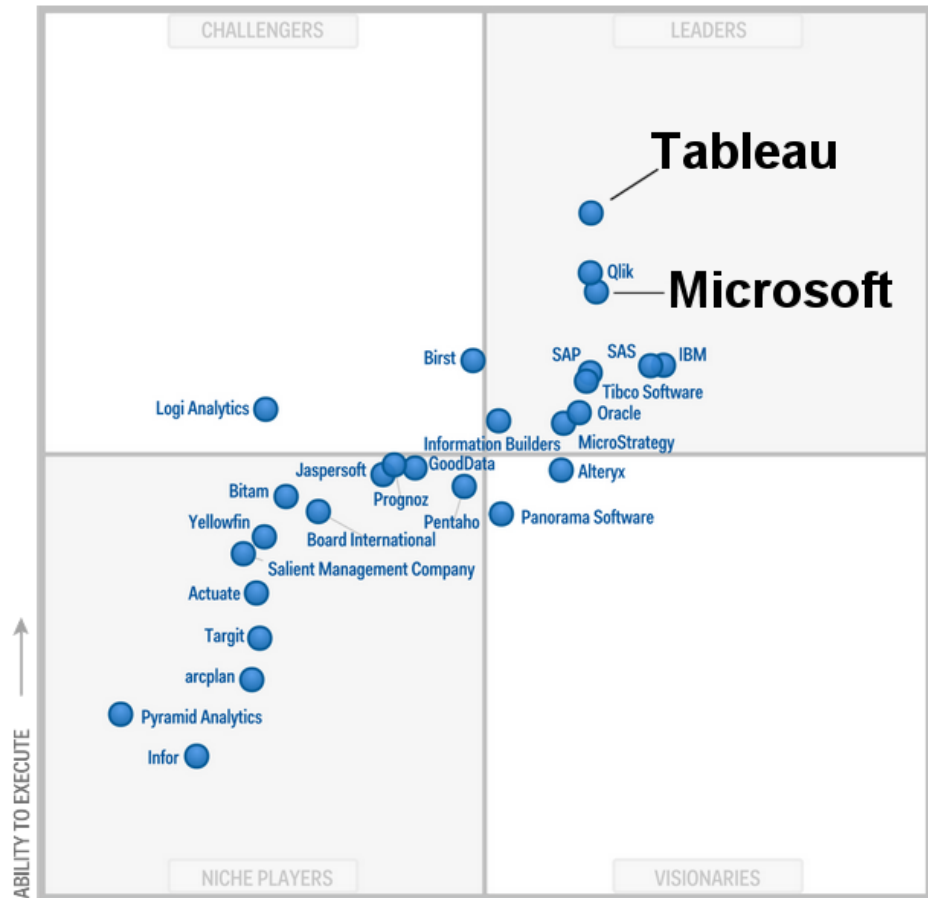 CHALLENGERS
LEADERS
Tableau
Qlik
Microsoft
Birst
SAP
SAS
IBM
Tibco Software
Logi Analytics
Oracle
Information Builders
MicroStrategy
Jaspersoft
GoodData
Alteryx
Bitam
Prognoz
Pentaho
Panorama Software
Yellowfin
Board International
Salient Management Company
Actuate
Targit
arcplan
Pyramid Analytics
Infor
ABILITY TO EXECUTE
NICHE PLAYERS
VISIONARIES